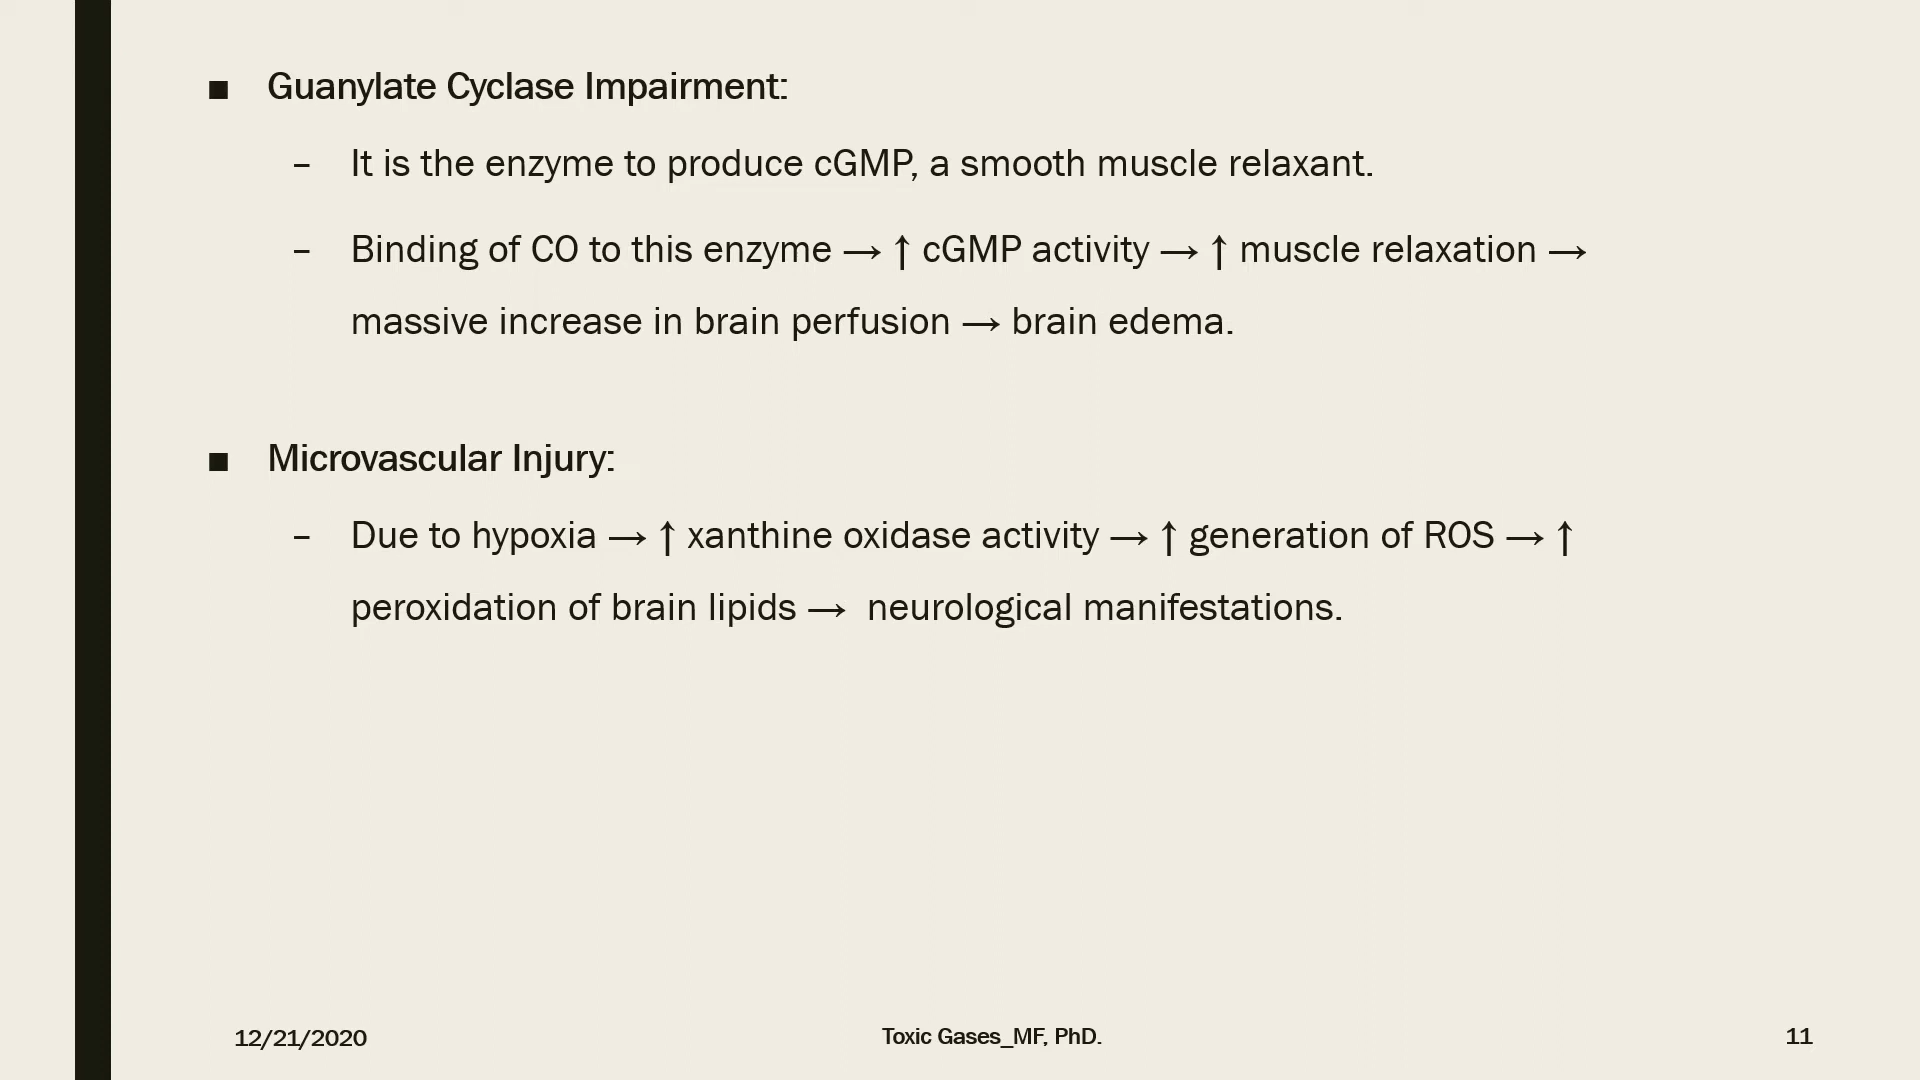 ■ Guanylate Cyclase Impairment:
– It is the enzyme to produce cGMP, a smooth muscle relaxant.
– Binding of CO to this enzyme → ↑ cGMP activity → ↑ muscle relaxation →
massive increase in brain perfusion → brain edema.
■ Microvascular Injury:
– Due to hypoxia → ↑ xanthine oxidase activity → ↑ generation of ROS → ↑
peroxidation of brain lipids → neurological manifestations.
12/21/2020 Toxic Gases_MF, PhD. 11